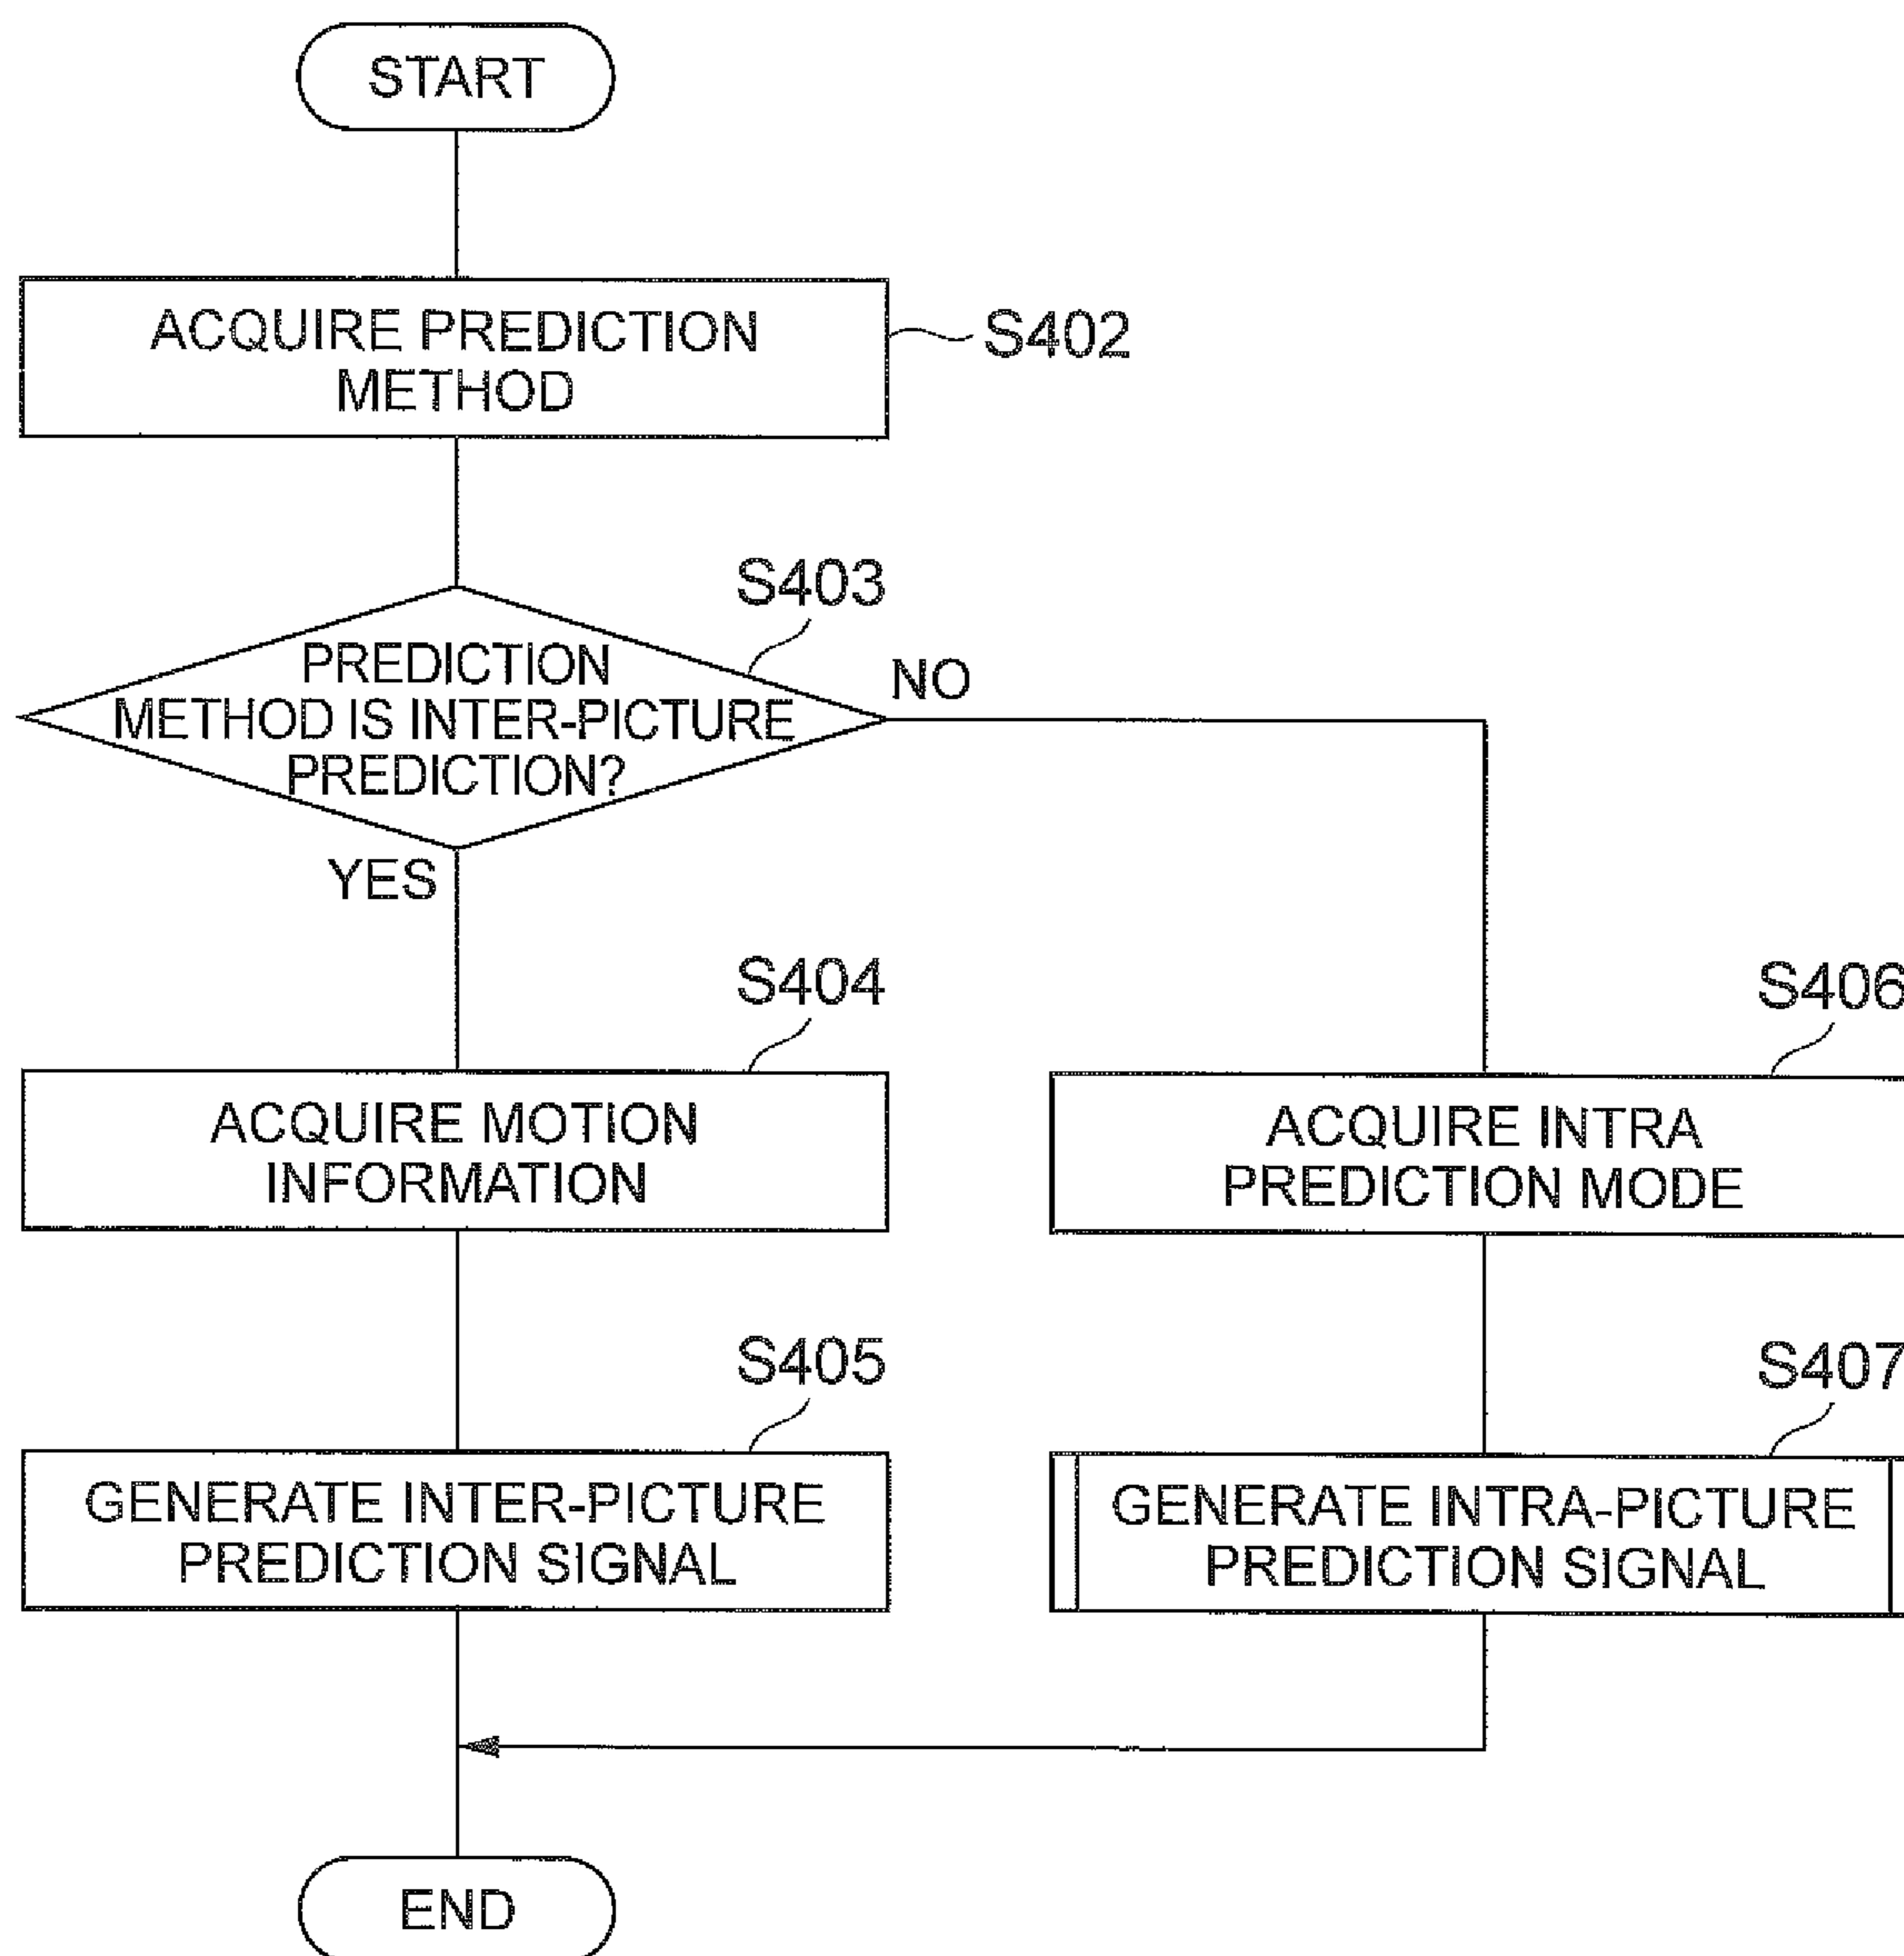 START
ACQUIRE PREDICTION
METHOD
S402
S403
PREDICTION
METHOD IS INTER-PICTURE
PREDICTION?
NO
YES
S404
ACQUIRE MOTION
INFORMATION
S406
ACQUIRE INTRA
PREDICTION MODE
S405
GENERATE INTER-PICTURE
PREDICTION SIGNAL
S407
GENERATE INTRA-PICTURE
PREDICTION SIGNAL
END